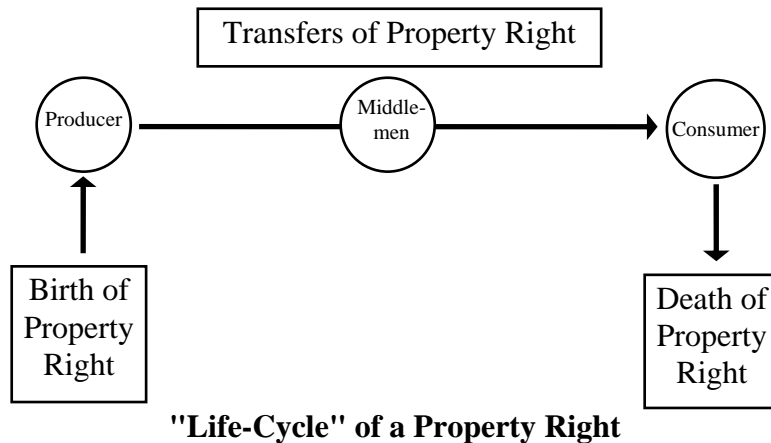 Transfers of Property Right
Producer
Middle-
men
Consumer
Birth of
Property
Right
Death of
Property
Right
"Life-Cycle" of a Property Right